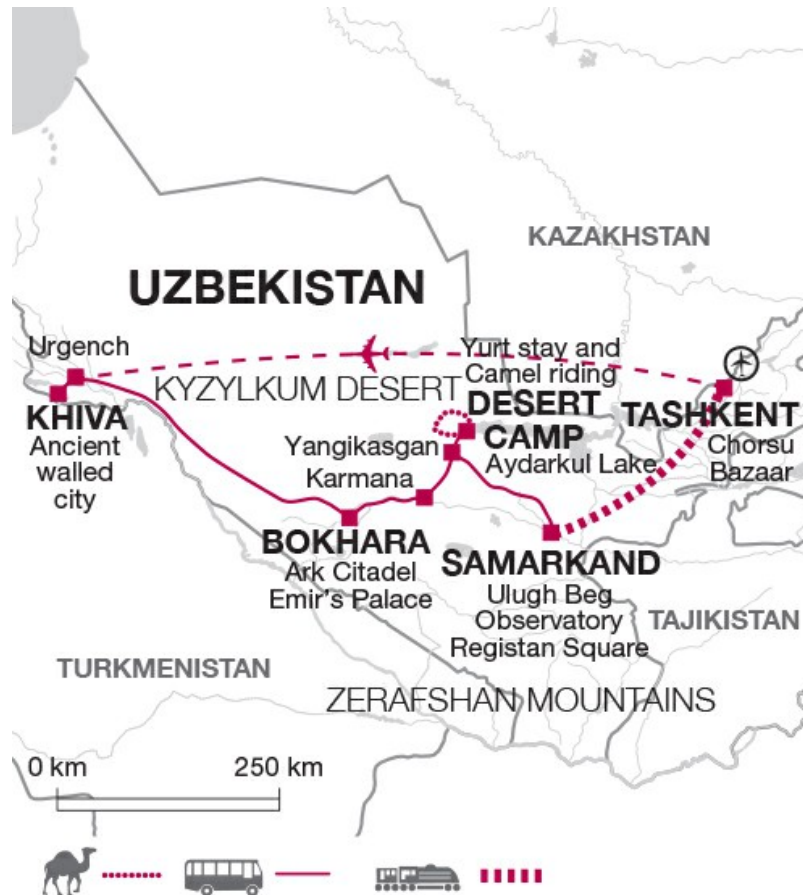 KAZAKHSTAN
UZBEKISTAN
Urgench
KHIVA
Ancient
walled
city
KYZYLKUM DESERT
Yurt stay and
Camel riding
DESERT
CAMP
Aydarkul Lake
TASHKENT
Chorsu
Bazaar
Yangikasgan
Karmana
BOKHARA
Ark Citadel
Emir's Palace
SAMARKAND
Ulugh Beg
Observatory
Registan Square
TAJIKISTAN
TURKMENISTAN
ZERAFSHAN MOUNTAINS
0 km 250 km